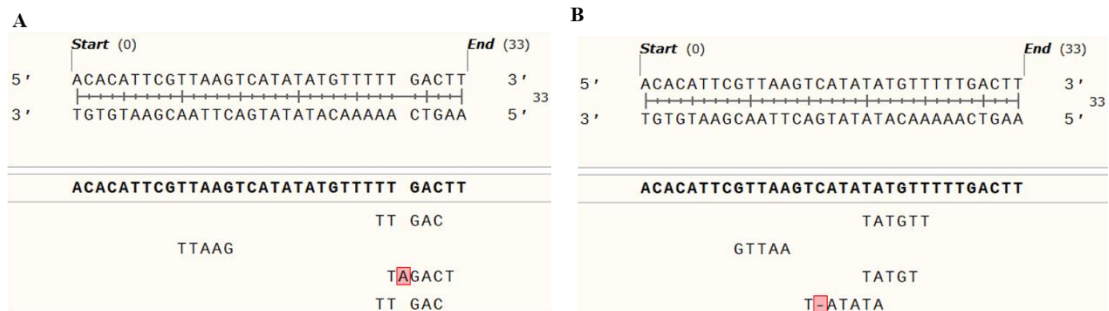 A
Start (0) End (33)
5' ACACATTCGTTAAGTCATATATGTTTTT GACTT 3'
33
3' TGTGTAAGCAATTCAGTATATACAAAAA CTGAA 5'
ACACATTCGTTAAGTCATATATGTTTTT GACTT
TT GAC
TTAAG
TAGACT
TT GAC
B
Start (0) End (33)
5' ACACATTCGTTAAGTCATATATGTTTTTGACTT 3'
33
3' TGTGTAAGCAATTCAGTATATACAAAAACTGAA 5'
ACACATTCGTTAAGTCATATATGTTTTTGACTT
TATGTT
GTTAA
TATGT
T-ATATA